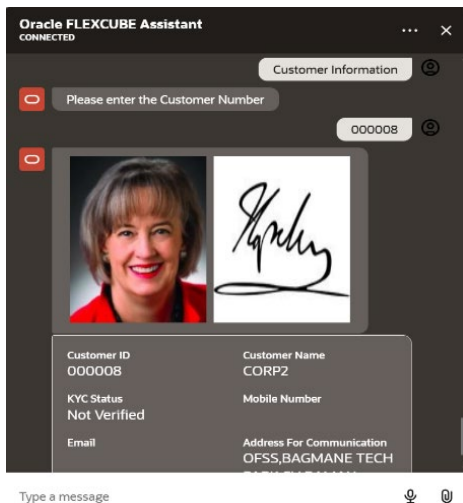 Oracle FLEXCUBE Assistant
CONNECTED
Customer Information
Please enter the Customer Number
000008
Customer ID
000008
Customer Name
CORP2
KYC Status
Not Verified
Mobile Number
Email
Address For Communication
OFSS,BAGMANE TECH
Type a message